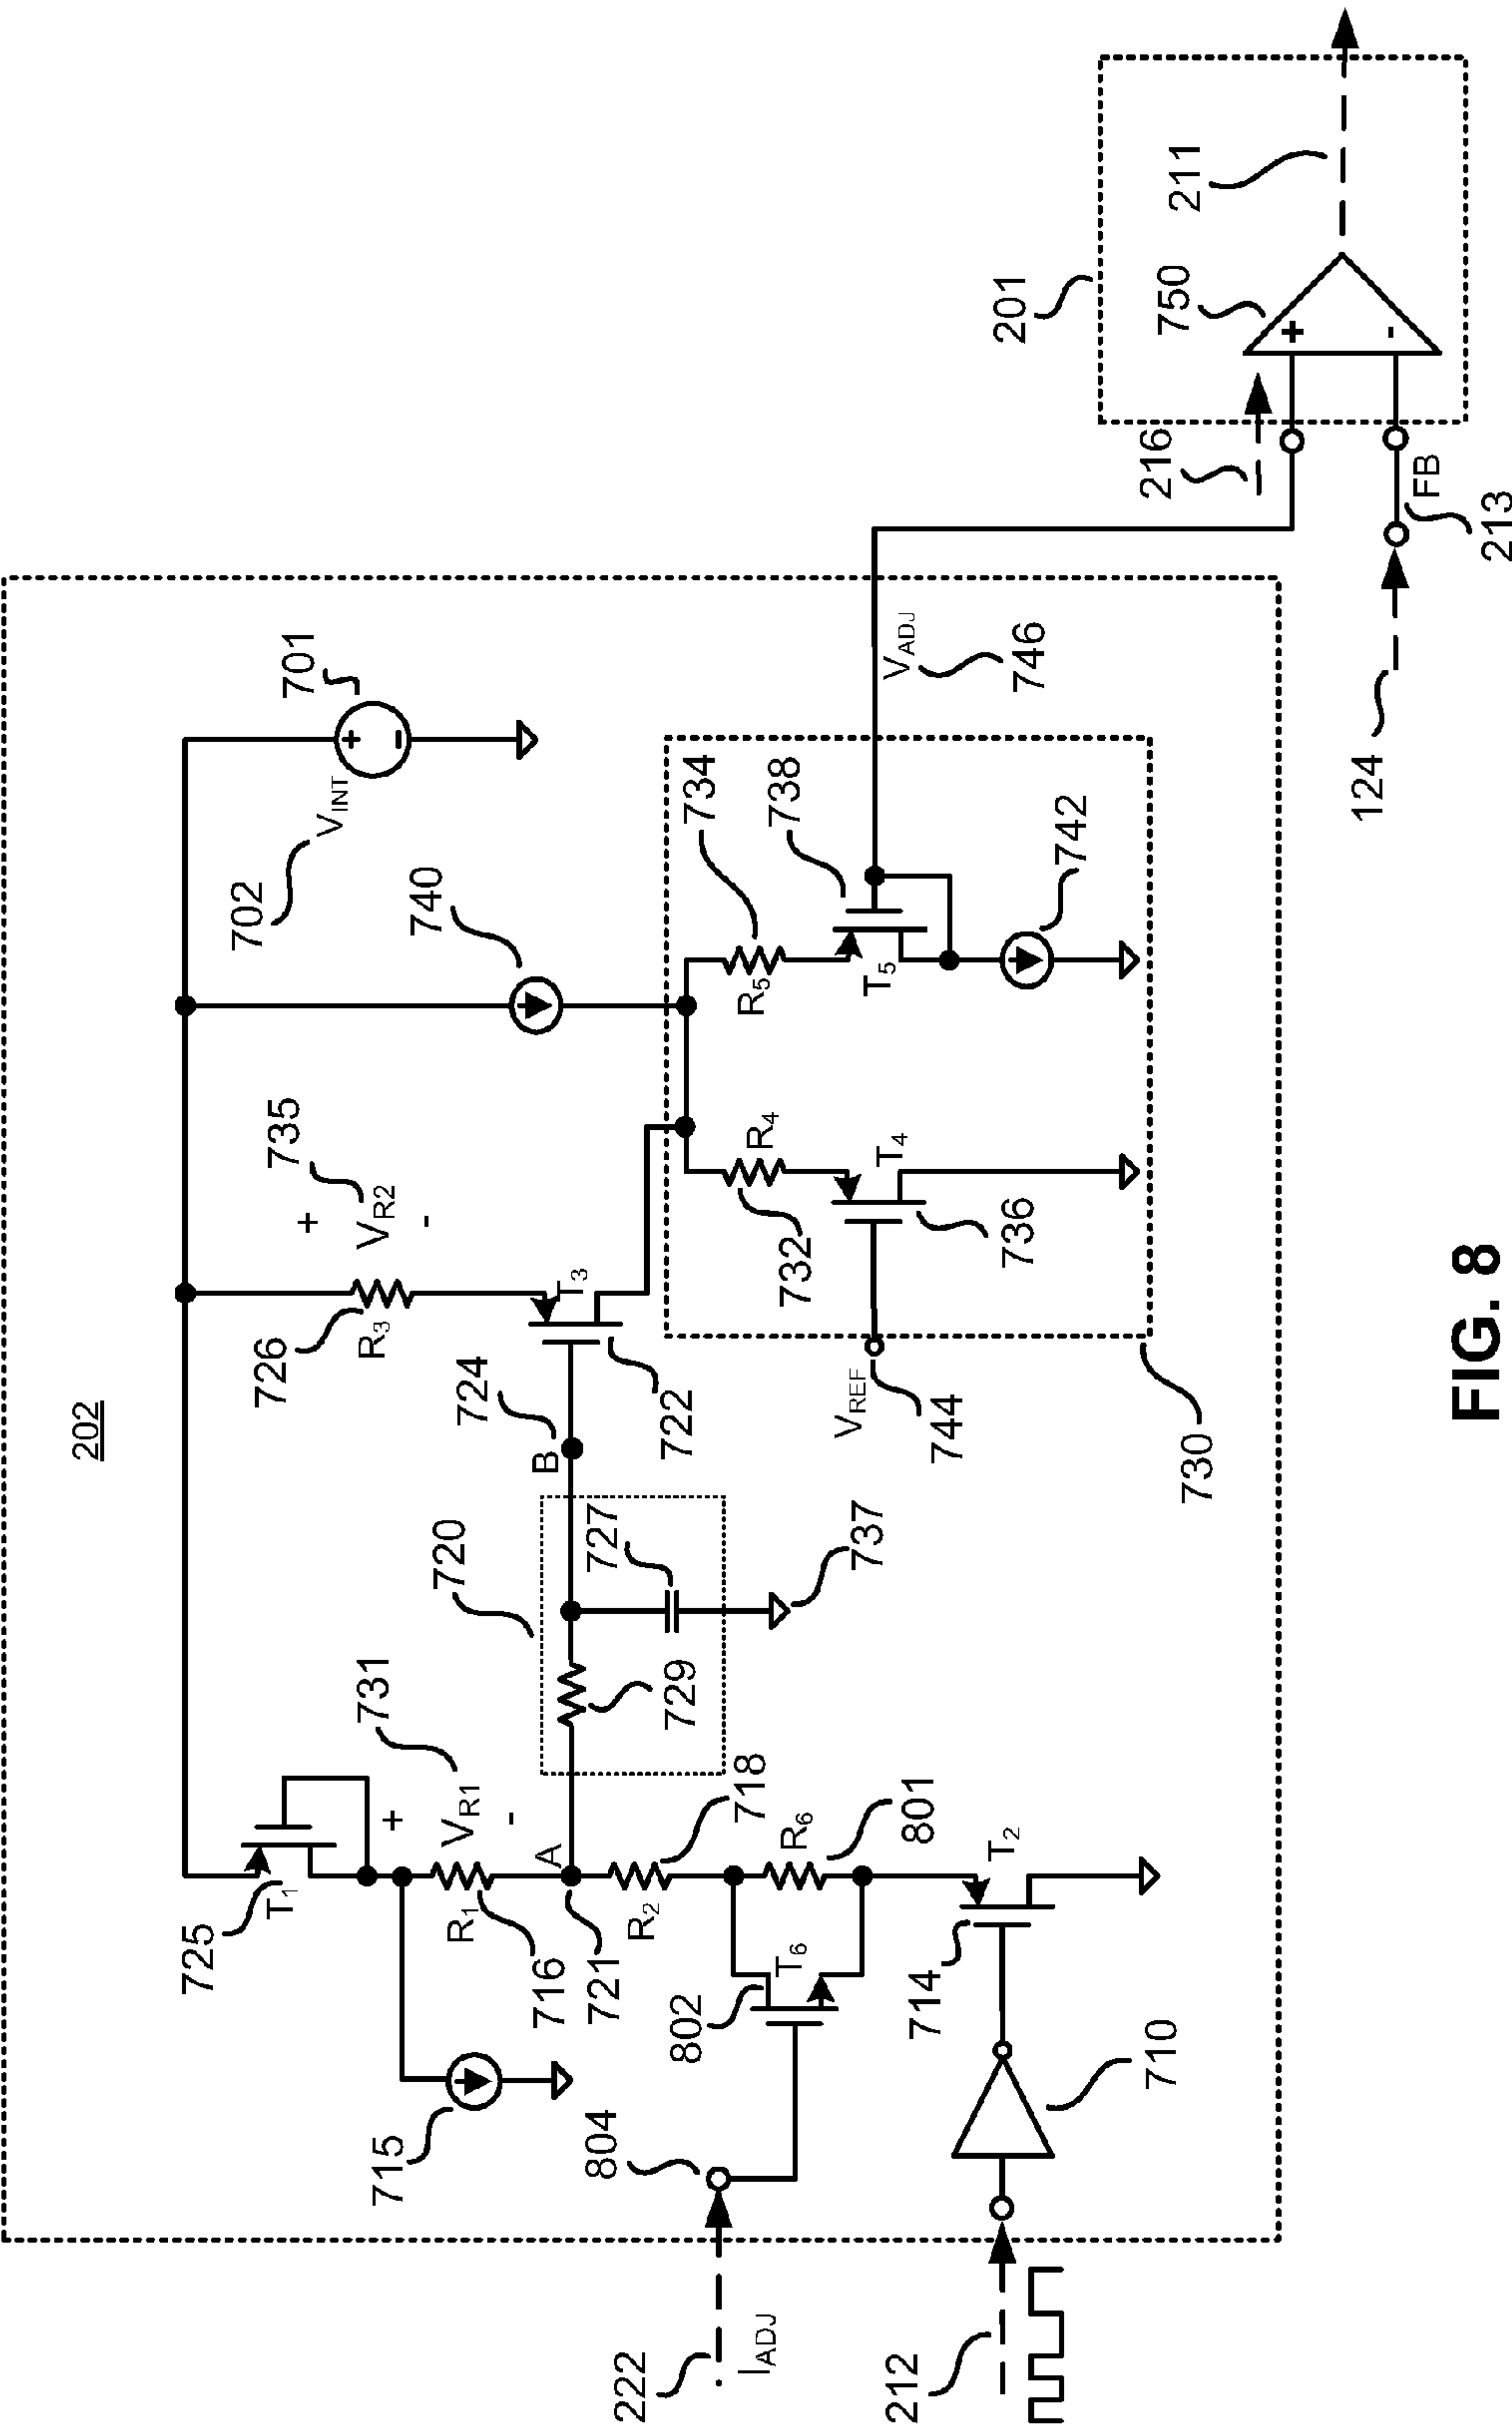 202
725
T1
715
+
VR1
-
731
R1
716
A
721
720
729
727
737
B
724
R2
718
R6
801
T6
802
804
222
IADJ
212
710
714
T2
726
R3
+
VR2
-
735
T3
722
740
702
VINT
701
+
-
VREF
744
732
R4
T4
736
730
734
R5
738
T5
742
VADJ
746
216
201
750
+
-
211
FB
213
124
FIG. 8